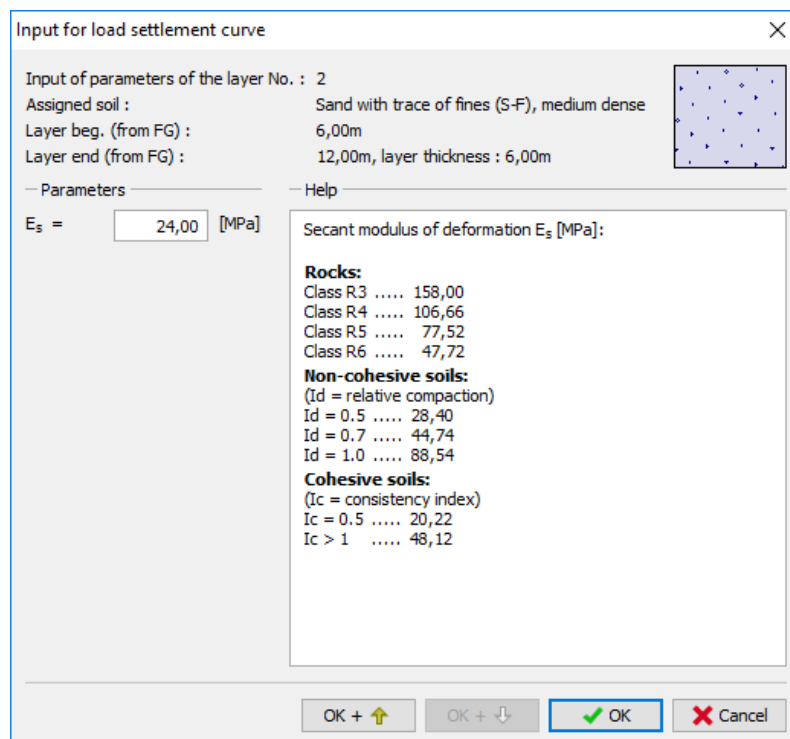 Input for load settlement curve
Input of parameters of the layer No. : 2
Assigned soil : Sand with trace of fines (S-F), medium dense
Layer beg. (from FG) : 6,00m
Layer end (from FG) : 12,00m, layer thickness : 6,00m
Parameters
Es = 24,00 [MPa]
Help
Secant modulus of deformation Es [MPa]:
Rocks:
Class R3 ..... 158,00
Class R4 ..... 106,66
Class R5 ..... 77,52
Class R6 ..... 47,72
Non-cohesive soils:
(Id = relative compaction)
Id = 0.5 ..... 28,40
Id = 0.7 ..... 44,74
Id = 1.0 ..... 88,54
Cohesive soils:
(Ic = consistency index)
Ic = 0.5 ..... 20,22
Ic > 1 ..... 48,12
OK + OK + OK Cancel